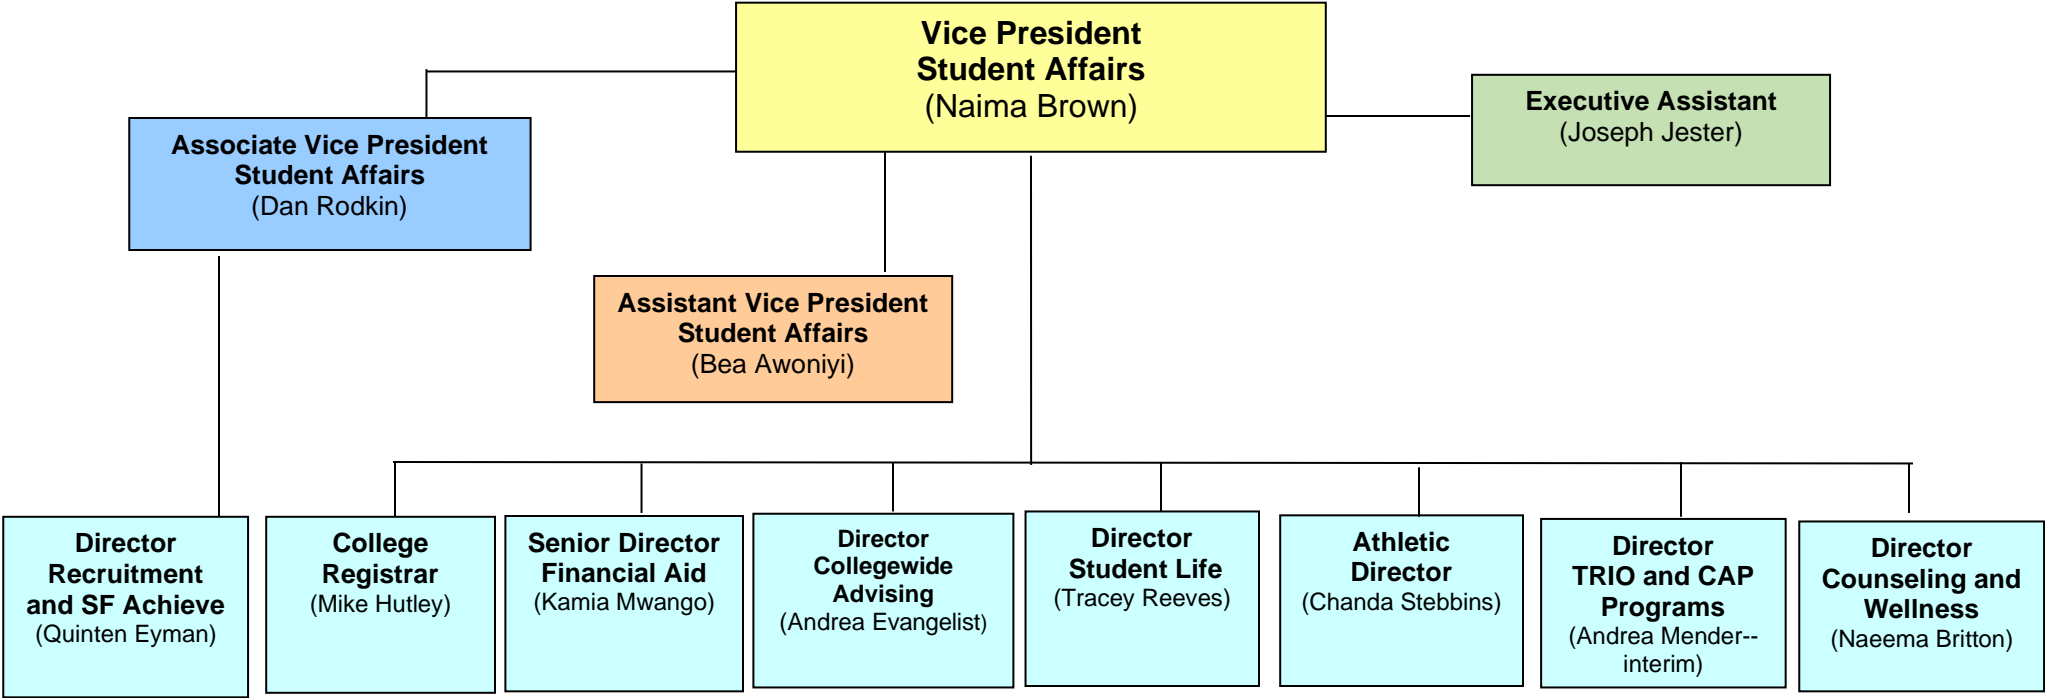 Vice President
Student Affairs
(Naima Brown)
Executive Assistant
(Joseph Jester)
Associate Vice President
Student Affairs
(Dan Rodkin)
Assistant Vice President
Student Affairs
(Bea Awoniyi)
Director
Recruitment
and SF Achieve
(Quinten Eyman)
College
Registrar
(Mike Hutley)
Senior Director
Financial Aid
(Kamia Mwango)
Director
Collegewide
Advising
(Andrea Evangelist)
Director
Student Life
(Tracey Reeves)
Athletic
Director
(Chanda Stebbins)
Director
TRIO and CAP
Programs
(Andrea Mender--
interim)
Director
Counseling and
Wellness
(Naeema Britton)